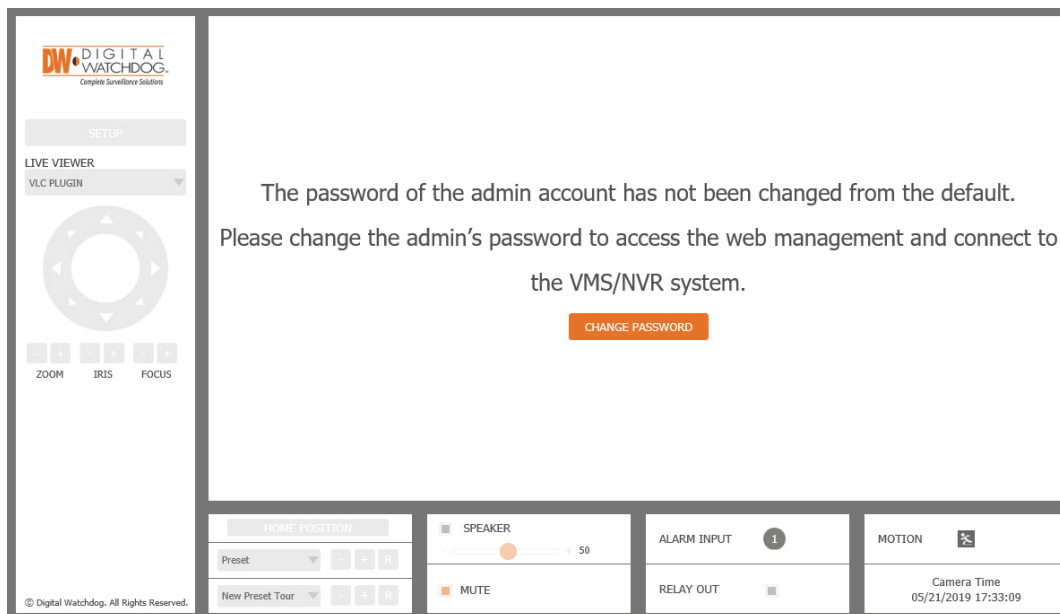 DW DIGITAL
WATCHDOG
Complete Surveillance Solutions
SETUP
LIVE VIEWER
VLC PLUGIN
- + - + - +
ZOOM IRIS FOCUS
© Digital Watchdog. All Rights Reserved.
The password of the admin account has not been changed from the default.
Please change the admin’s password to access the web management and connect to
the VMS/NVR system.
CHANGE PASSWORD
HOME POSITION
Preset - + R
New Preset Tour - + R
SPEAKER
- + 50
MUTE
ALARM INPUT 1
RELAY OUT
MOTION
Camera Time
05/21/2019 17:33:09